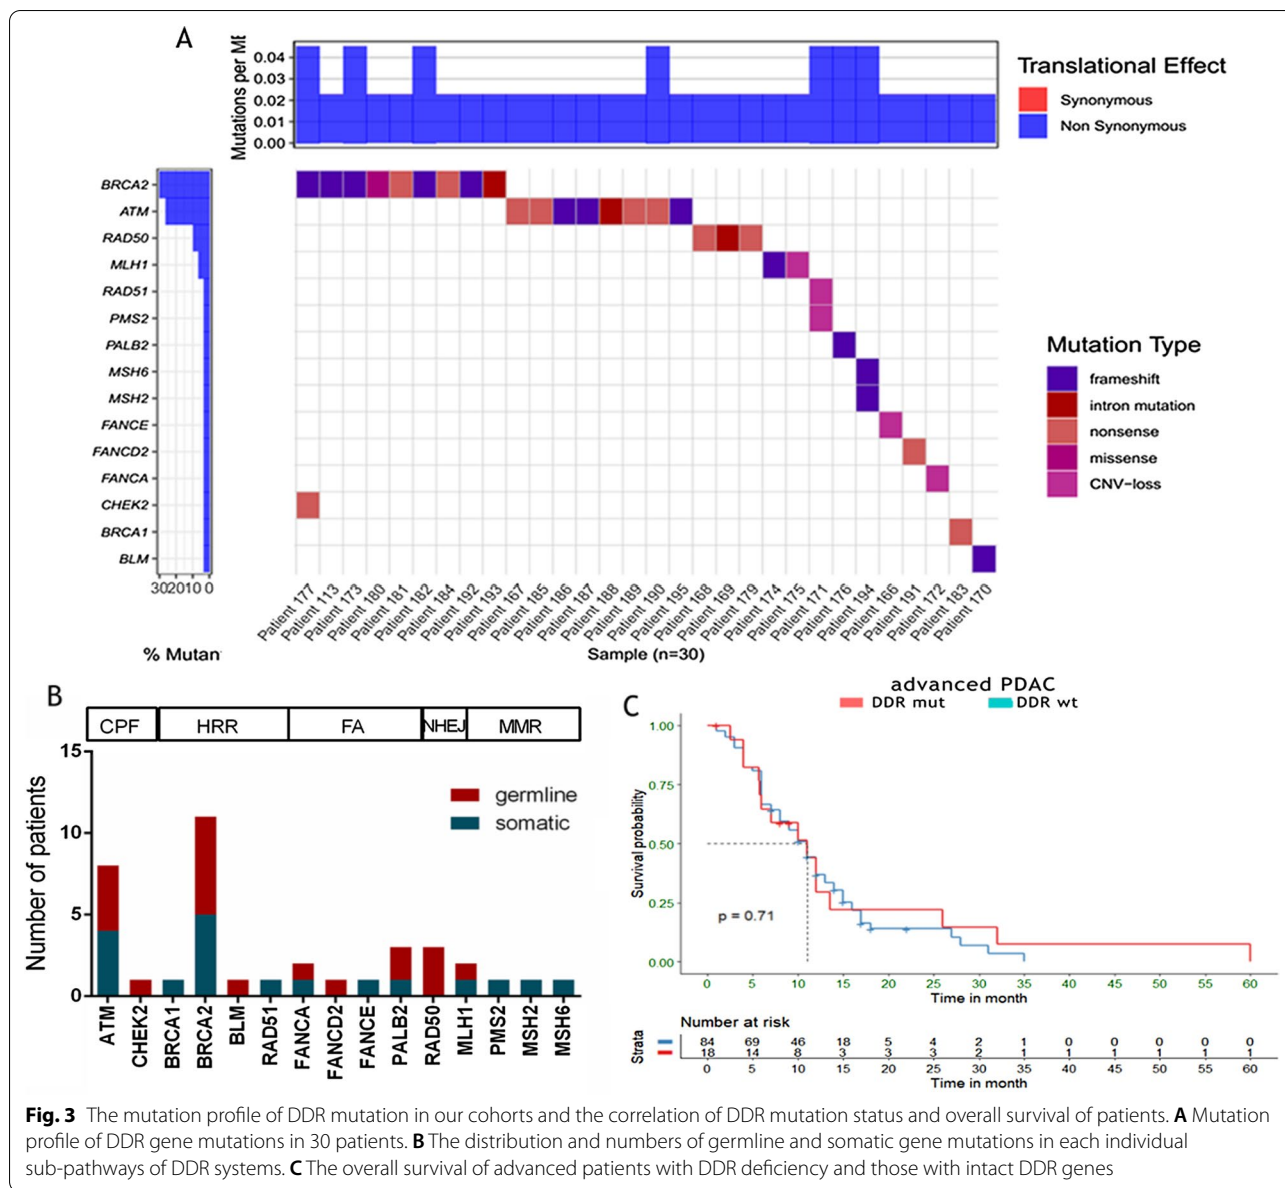 A
Mutations per ME
0.04
0.03
0.02
0.01
0.00
Translational Effect
Synonymous
Non Synonymous
BRCA2
ATM
RAD50
MLH1
RAD51
PMS2
PALB2
MSH6
MSH2
FANCE
FANCD2
FANCA
CHEK2
BRCA1
BLM
Mutation Type
frameshift
intron mutation
nonsense
missense
CNV-loss
3020100
% Mutan
Patient 177
Patient 113
Patient 173
Patient 180
Patient 181
Patient 182
Patient 184
Patient 192
Patient 193
Patient 167
Patient 185
Patient 186
Patient 187
Patient 188
Patient 189
Patient 190
Patient 195
Patient 168
Patient 169
Patient 179
Patient 174
Patient 175
Patient 171
Patient 176
Patient 194
Patient 166
Patient 191
Patient 172
Patient 183
Patient 170
Sample (n=30)
B
CPF HRR FA NHEJ MMR
15
10
5
0
Number of patients
germline
somatic
ATM
CHEK2
BRCA1
BRCA2
BLM
RAD51
FANCA
FANCD2
FANCE
PALB2
RAD50
MLH1
PMS2
MSH2
MSH6
C
advanced PDAC
DDR mut DDR wt
1.00
0.75
0.50
0.25
0.00
Survival probability
p = 0.71
0 5 10 15 20 25 30 35 40 45 50 55 60
Time in month
Number at risk
Strata
84 69 46 18 5 4 2 1 0 0 0 0 0
18 14 8 3 3 3 2 1 1 1 1 1 1
0 5 10 15 20 25 30 35 40 45 50 55 60
Time in month
Fig. 3 The mutation profile of DDR mutation in our cohorts and the correlation of DDR mutation status and overall survival of patients. A Mutation
profile of DDR gene mutations in 30 patients. B The distribution and numbers of germline and somatic gene mutations in each individual
sub-pathways of DDR systems. C The overall survival of advanced patients with DDR deficiency and those with intact DDR genes